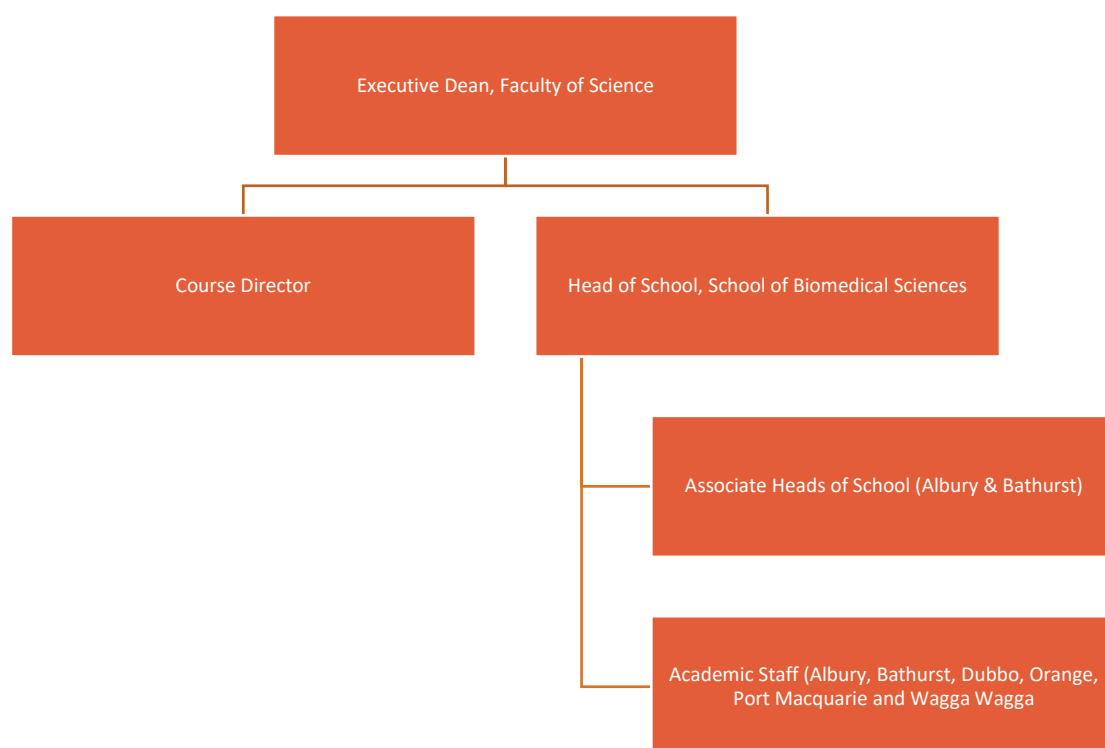 Executive Dean, Faculty of Science
Course Director
Head of School, School of Biomedical Sciences
Associate Heads of School (Albury & Bathurst)
Academic Staff (Albury, Bathurst, Dubbo, Orange,
Port Macquarie and Wagga Wagga